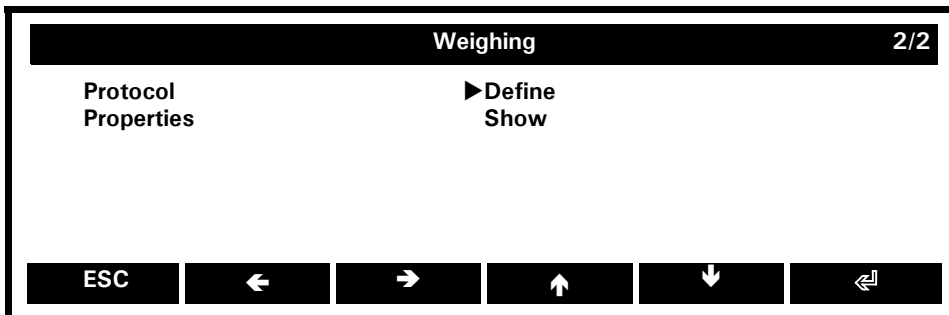 Weighing 2/2
Protocol ▶Define
Properties Show
ESC ← → ↑ ↓ ↵